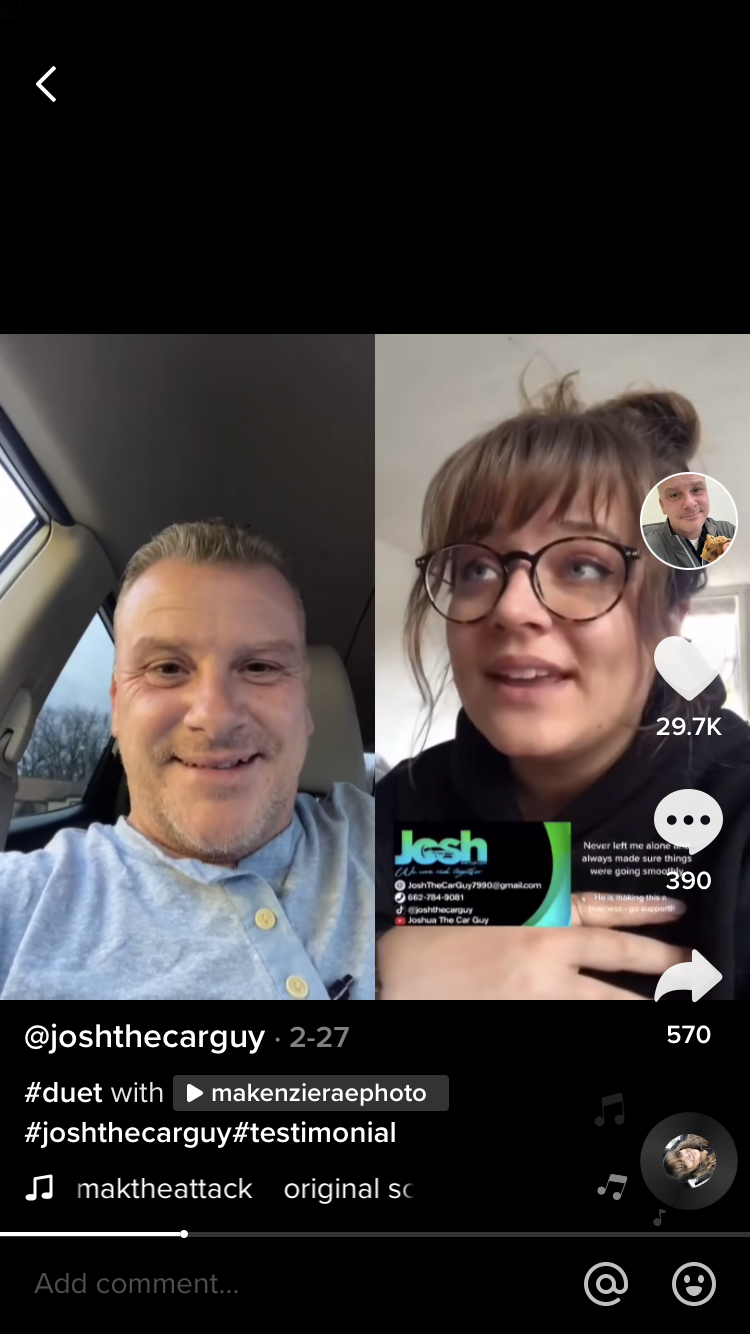 Josh
We work together
JoshTheCarGuy7990@gmail.com
662-784-9081
@joshthecarguy
Joshua The Car Guy
Never left me alone and
always made sure things
were going smoothly
He is making this a
business - go support!
29.7K
390
570
@joshthecarguy · 2-27
#duet with makenzieraephoto
#joshthecarguy#testimonial
maktheattack original sc
Add comment...